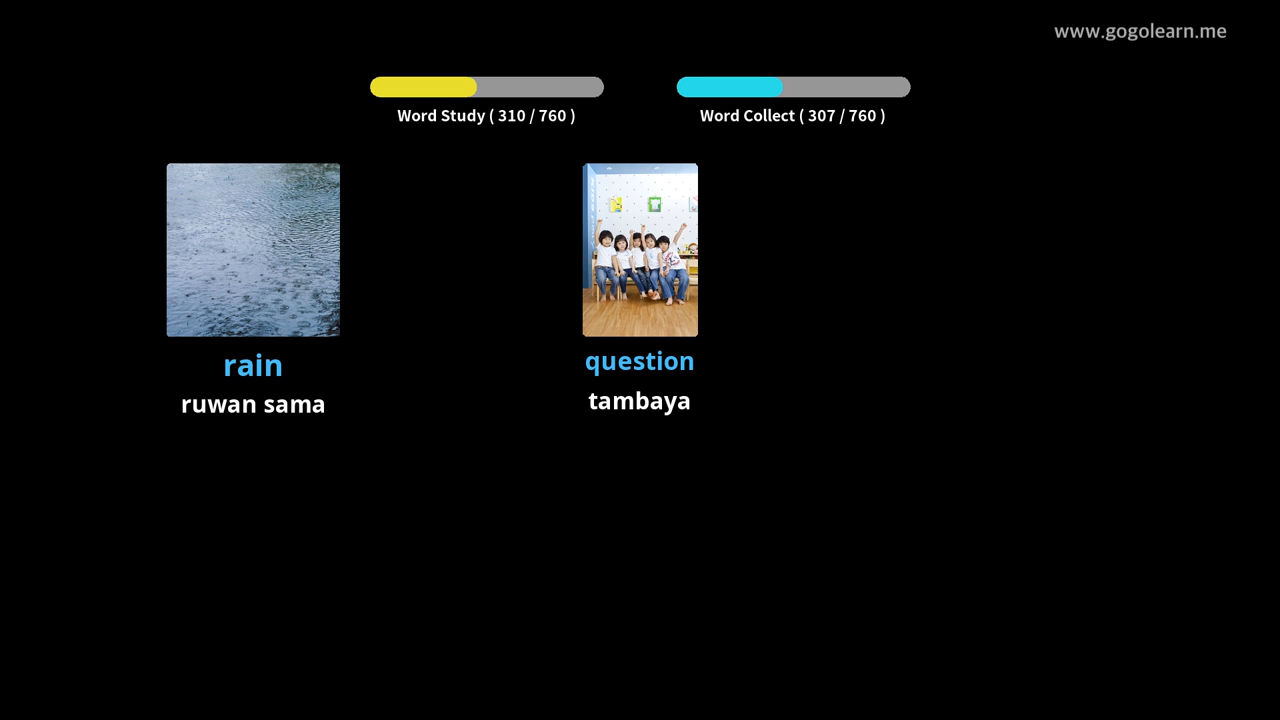 www.gogolearn.me
Word Study ( 310 / 760 )
Word Collect ( 307 / 760 )
rain
ruwan sama
question
tambaya